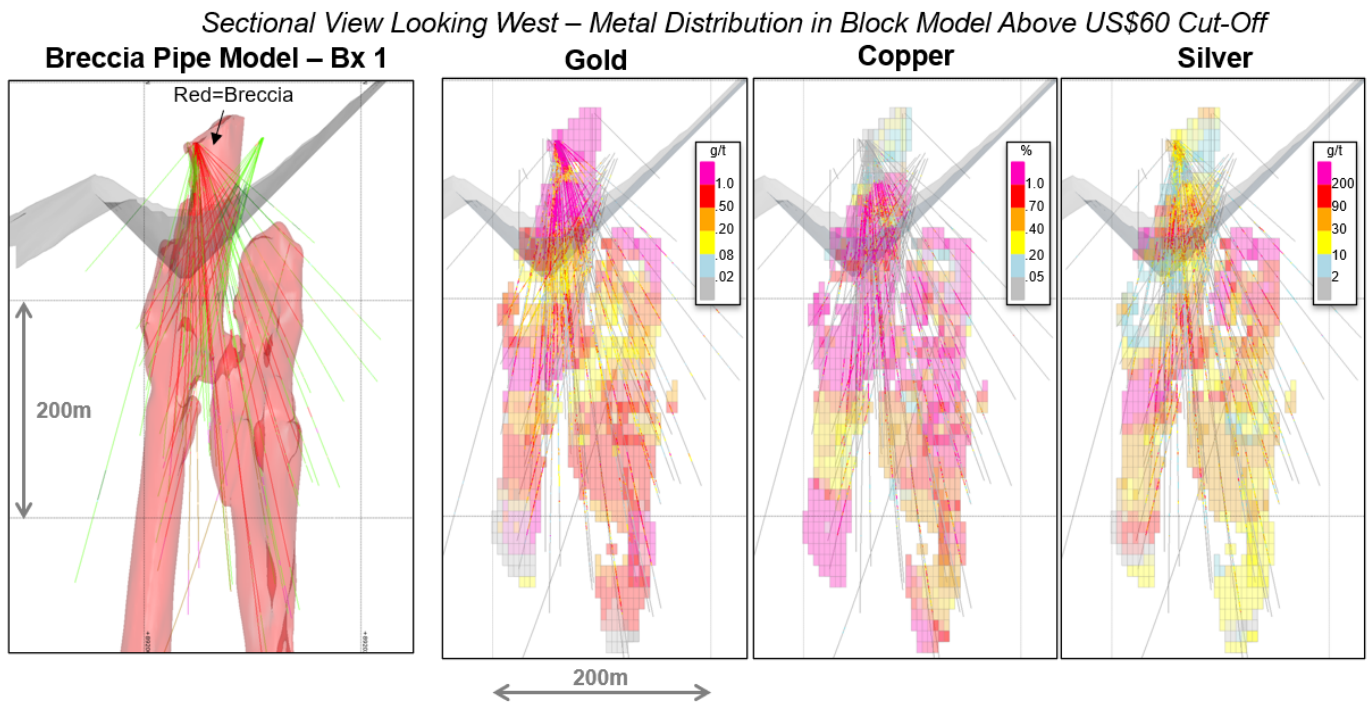 Sectional View Looking West – Metal Distribution in Block Model Above US$60 Cut-Off
Breccia Pipe Model – Bx 1
Red=Breccia
200m
Gold
g/t
1.0
.50
.20
.08
.02
Copper
%
1.0
.70
.40
.20
.05
Silver
g/t
200
90
30
10
2
200m